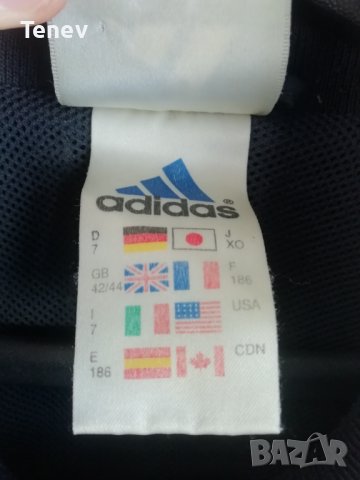 Tenev
adidas®
D J
7 XO
GB F
42/44 186
I USA
7
E CDN
186
BAZAR